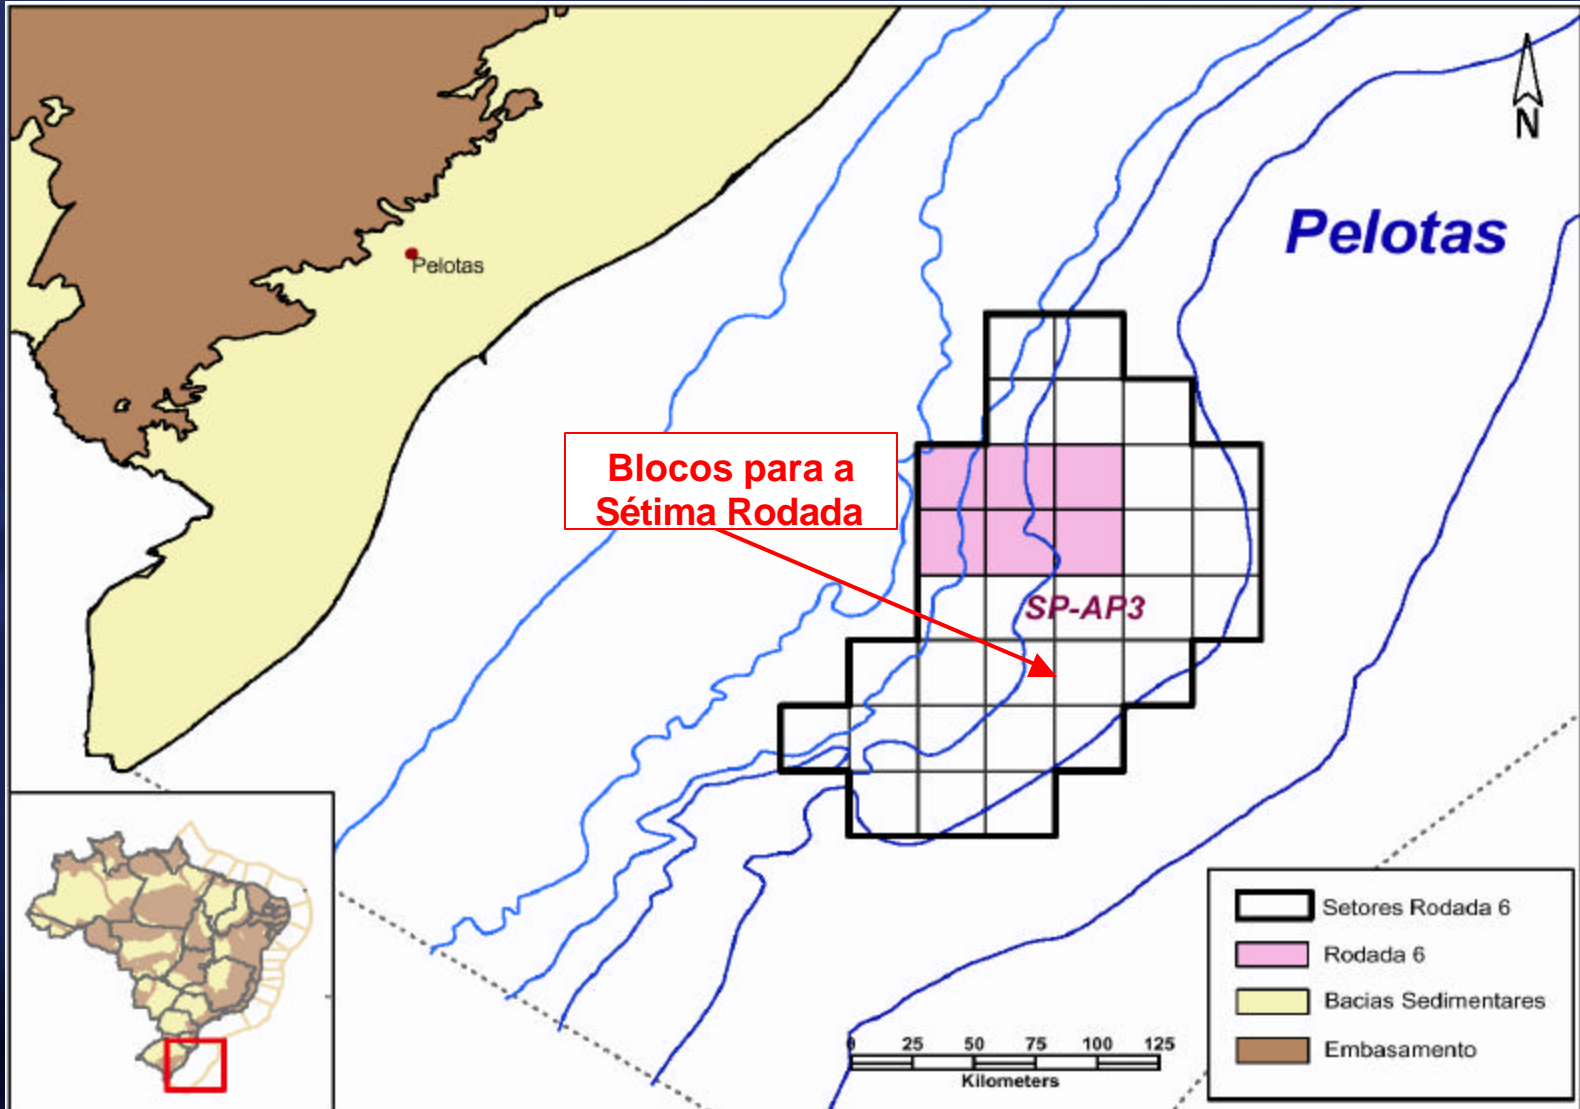 N
Pelotas
Pelotas
Blocos para a
Sétima Rodada
SP-AP3
Setores Rodada 6
Rodada 6
Bacias Sedimentares
Embasamento
0 25 50 75 100 125
Kilometers